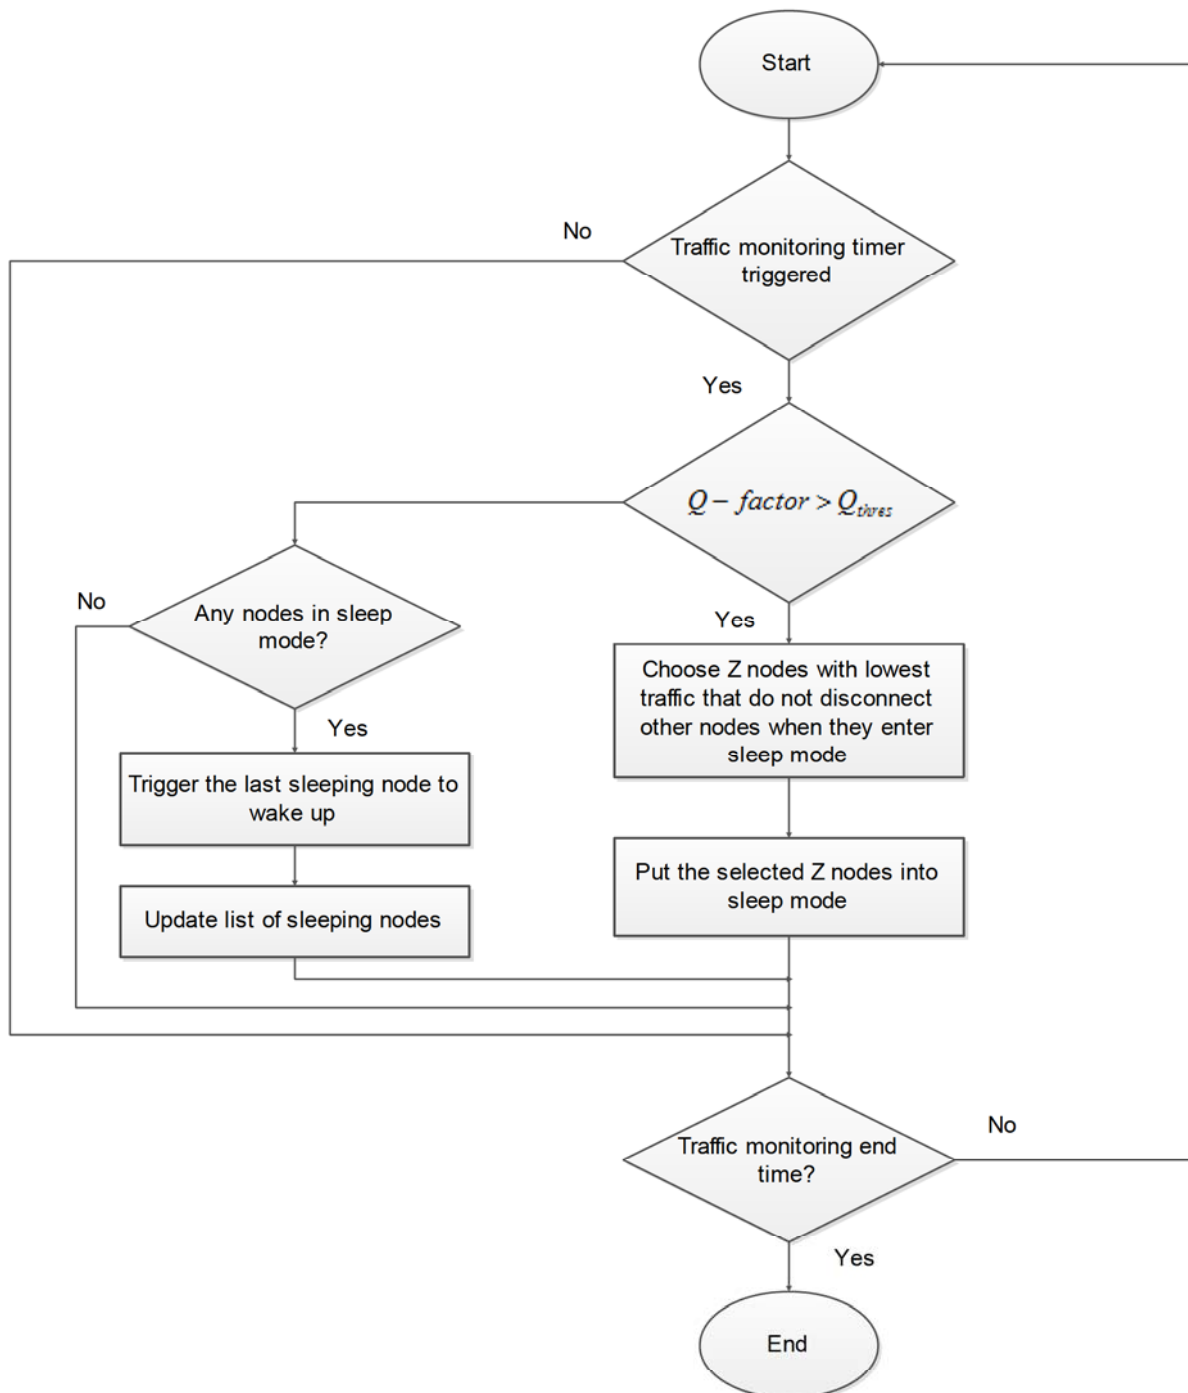 Start
No
Traffic monitoring timer
triggered
Yes
Q − factor > Q_thres
No
Any nodes in sleep
mode?
Yes
Yes
Choose Z nodes with lowest
traffic that do not disconnect
other nodes when they enter
sleep mode
Trigger the last sleeping node to
wake up
Put the selected Z nodes into
sleep mode
Update list of sleeping nodes
Traffic monitoring end
time?
No
Yes
End